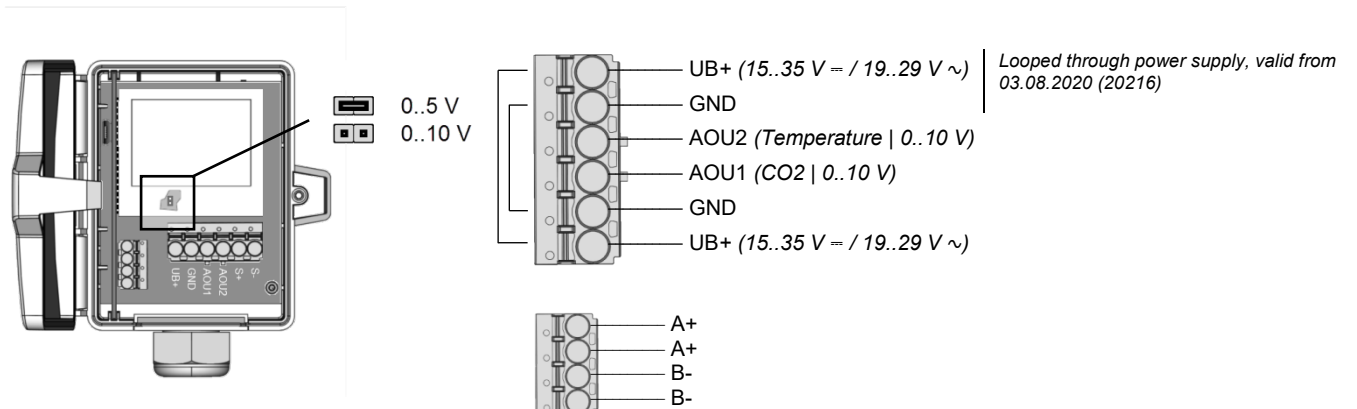 0..5 V
0..10 V
UB+ GND AOU1 AOU2 S+ S-
UB+ (15..35 V ⎓ / 19..29 V ∿)
GND
AOU2 (Temperature | 0..10 V)
AOU1 (CO2 | 0..10 V)
GND
UB+ (15..35 V ⎓ / 19..29 V ∿)
Looped through power supply, valid from
03.08.2020 (20216)
A+
A+
B-
B-